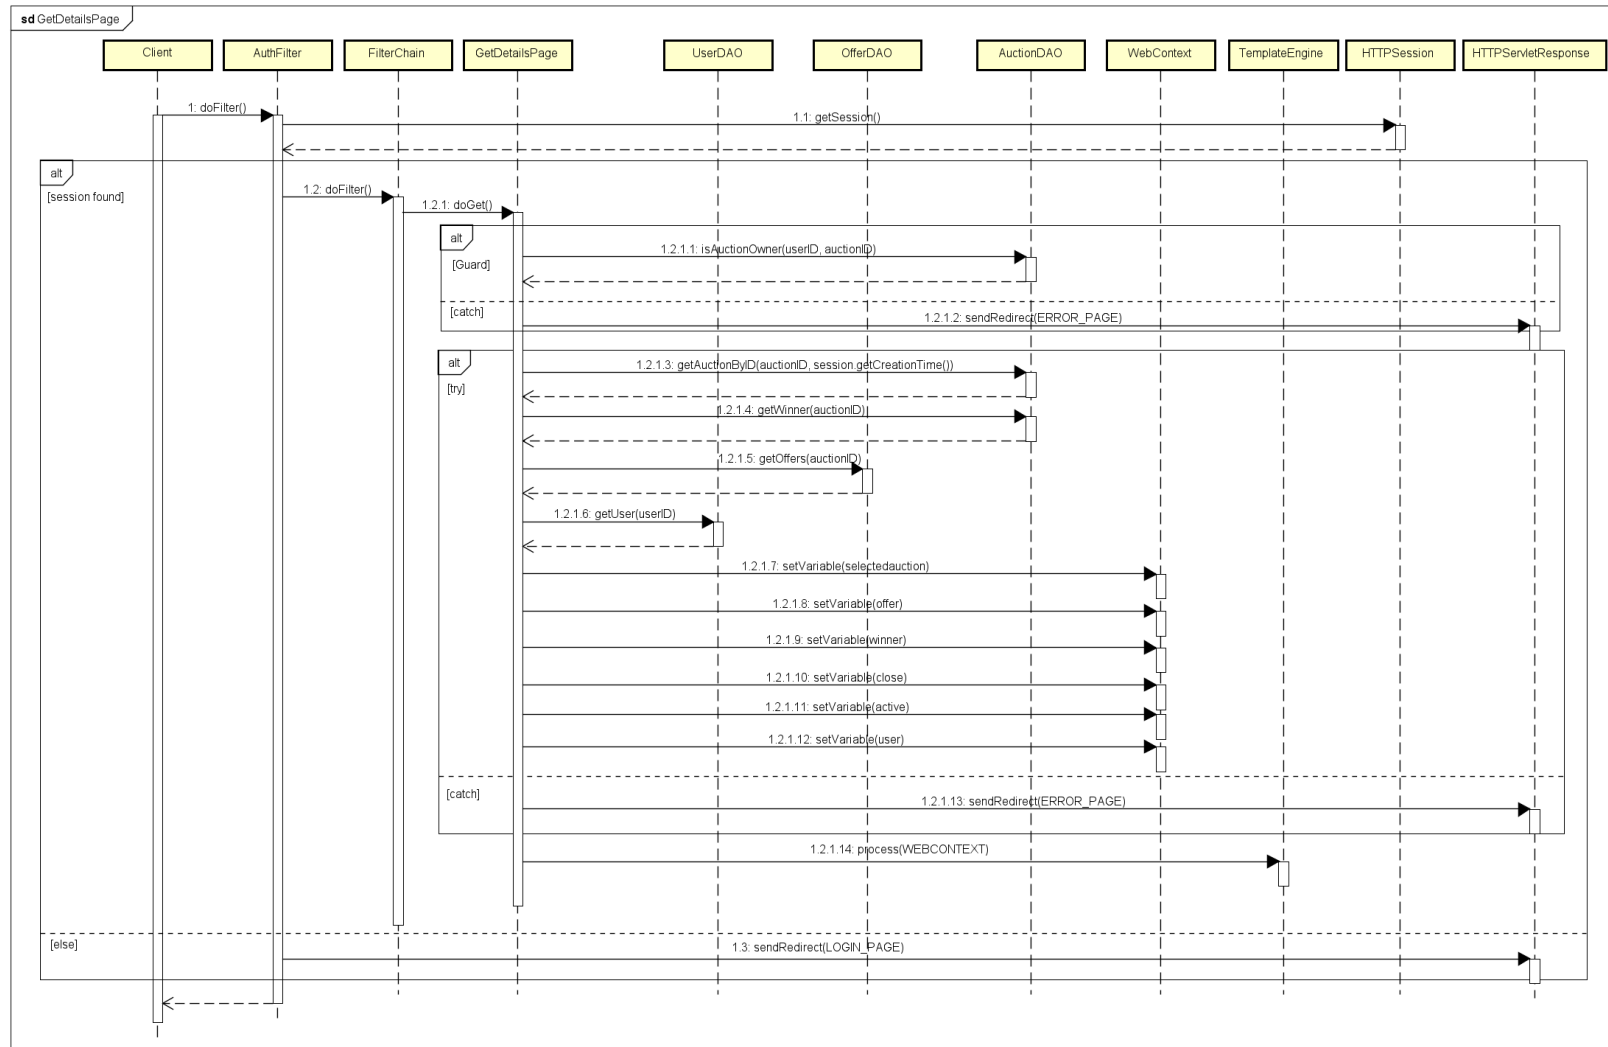 sd GetDetailsPage
Client
AuthFilter
FilterChain
GetDetailsPage
UserDAO
OfferDAO
AuctionDAO
WebContext
TemplateEngine
HTTPSession
HTTPServletResponse
1: doFilter()
1.1: getSession()
alt
[session found]
1.2: doFilter()
1.2.1: doGet()
alt
1.2.1.1: isAuctionOwner(userID, auctionID)
[Guard]
[catch]
1.2.1.2: sendRedirect(ERROR_PAGE)
alt
1.2.1.3: getAuctionByID(auctionID, session.getCreationTime())
[try]
1.2.1.4: getWinner(auctionID)
1.2.1.5: getOffers(auctionID)
1.2.1.6: getUser(userID)
1.2.1.7: setVariable(selectedauction)
1.2.1.8: setVariable(offer)
1.2.1.9: setVariable(winner)
1.2.1.10: setVariable(close)
1.2.1.11: setVariable(active)
1.2.1.12: setVariable(user)
[catch]
1.2.1.13: sendRedirect(ERROR_PAGE)
1.2.1.14: process(WEBCONTEXT)
[else]
1.3: sendRedirect(LOGIN_PAGE)